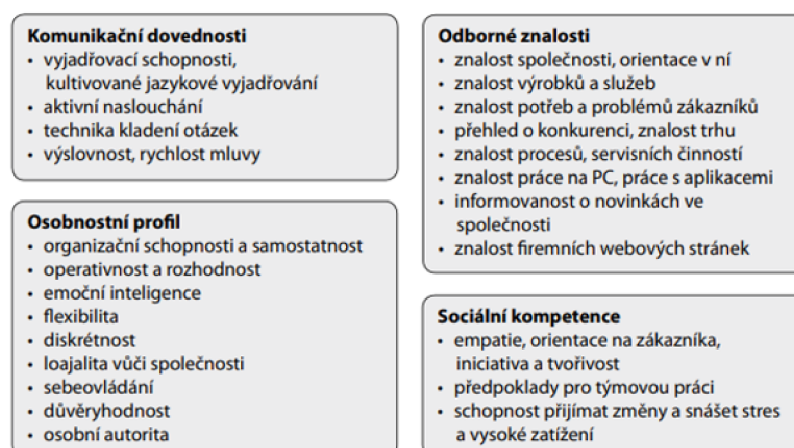 Komunikační dovednosti
• vyjadřovací schopnosti,
kultivované jazykové vyjadřování
• aktivní naslouchání
• technika kladení otázek
• výslovnost, rychlost mluvy
Osobnostní profil
• organizační schopnosti a samostatnost
• operativnost a rozhodnost
• emoční inteligence
• flexibilita
• diskrétnost
• loajalita vůči společnosti
• sebeovládání
• důvěryhodnost
• osobní autorita
Odborné znalosti
• znalost společnosti, orientace v ní
• znalost výrobků a služeb
• znalost potřeb a problémů zákazníků
• přehled o konkurenci, znalost trhu
• znalost procesů, servisních činností
• znalost práce na PC, práce s aplikacemi
• informovanost o novinkách ve
společnosti
• znalost firemních webových stránek
Sociální kompetence
• empatie, orientace na zákazníka,
iniciativa a tvořivost
• předpoklady pro týmovou práci
• schopnost přijímat změny a snášet stres
a vysoké zatížení